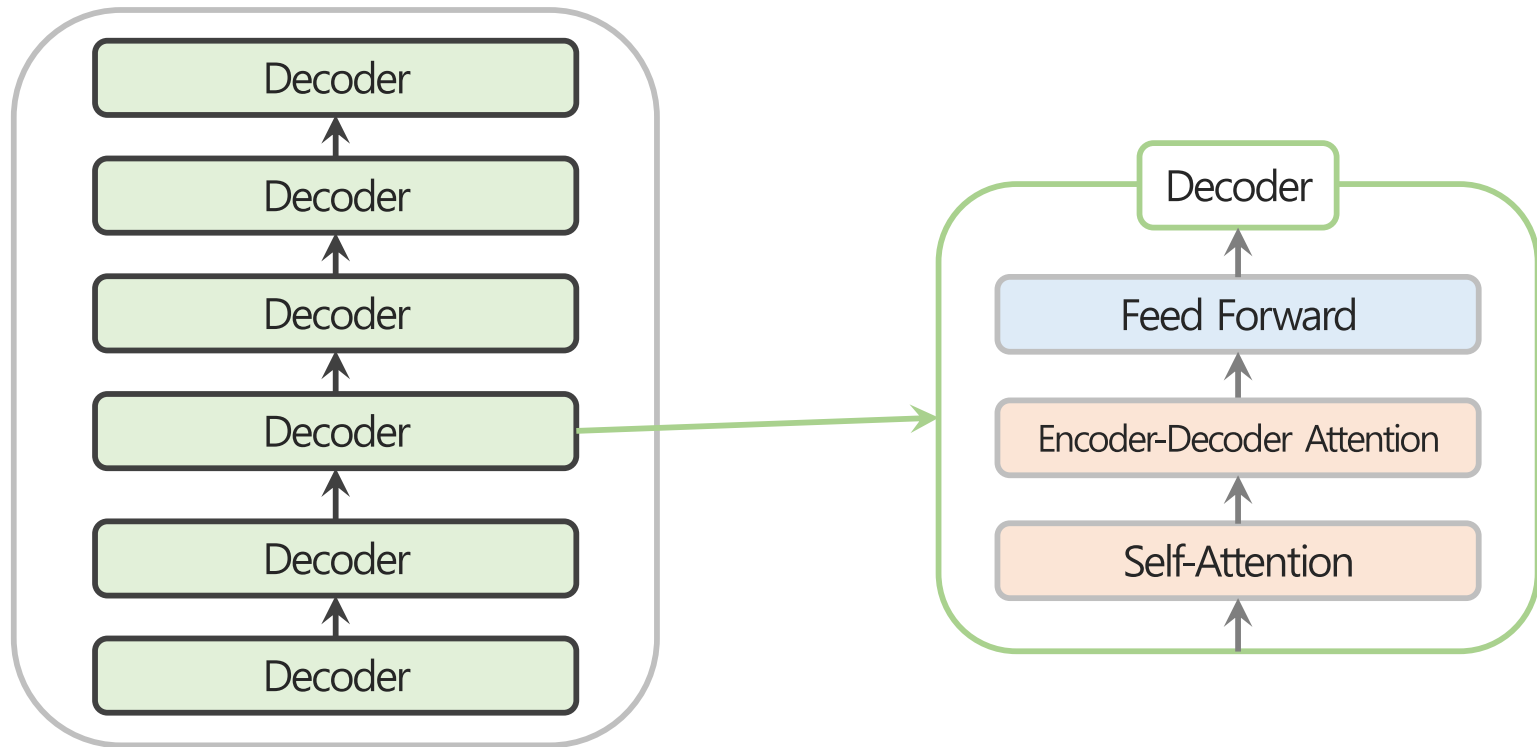 Decoder
Decoder
Decoder
Decoder
Decoder
Decoder
Decoder
Feed Forward
Encoder-Decoder Attention
Self-Attention